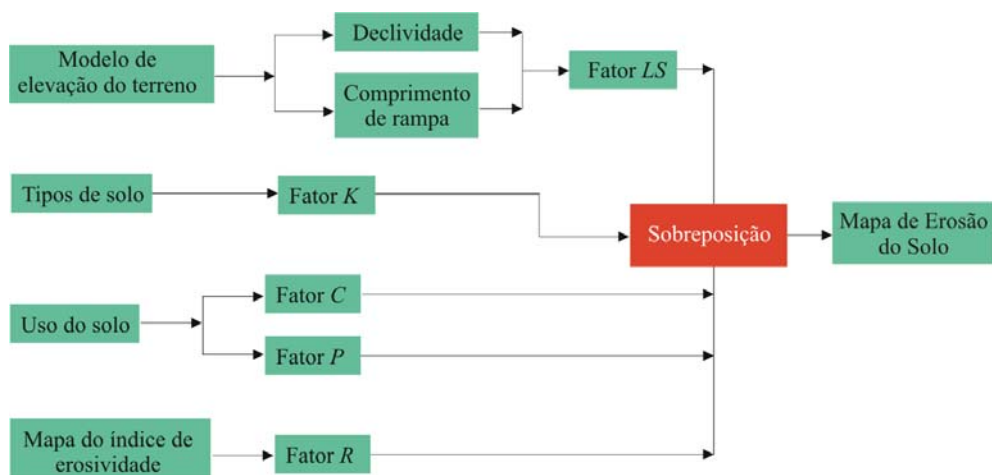 Modelo de
elevação do terreno
Declividade
Comprimento
de rampa
Fator LS
Tipos de solo
Fator K
Sobreposição
Mapa de Erosão
do Solo
Uso do solo
Fator C
Fator P
Mapa do índice de
erosividade
Fator R